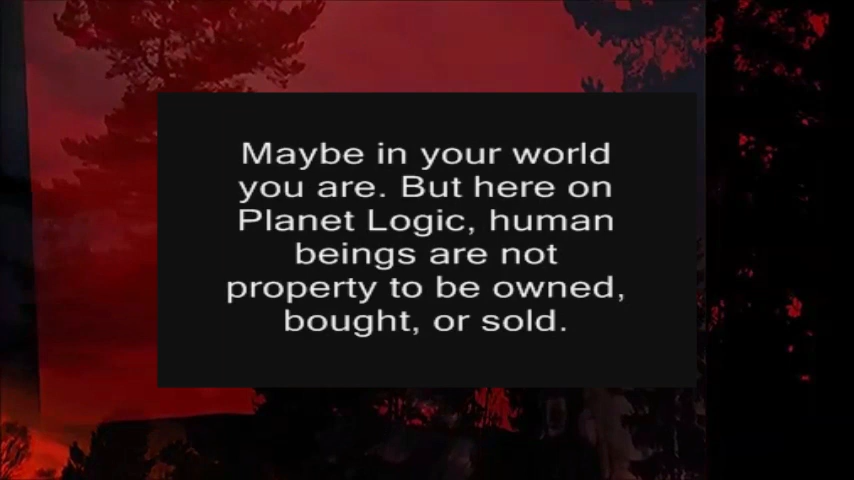 Maybe in your world
you are. But here on
Planet Logic, human
beings are not
property to be owned,
bought, or sold.